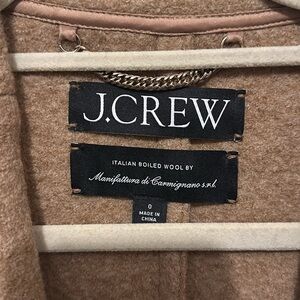 J.CREW
ITALIAN BOILED WOOL BY
Manifattura di Carmignano s.r.l.
0
MADE IN
CHINA